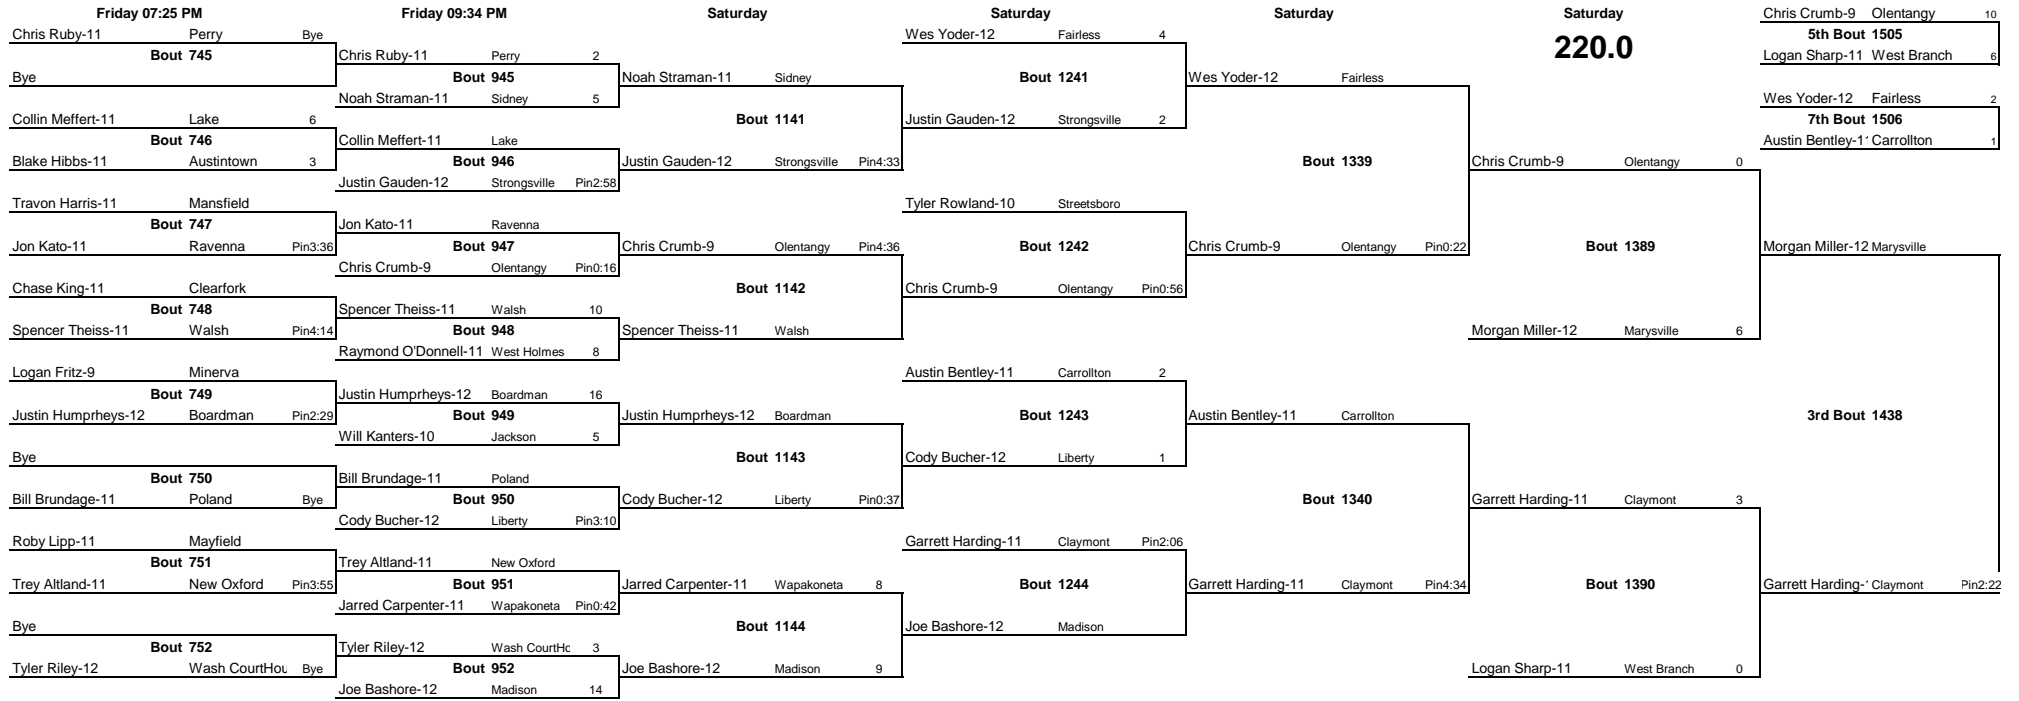 Friday 07:25 PM Friday 09:34 PM Saturday Saturday Saturday Saturday Chris Crumb-9 Olentangy 10
Chris Ruby-11 Perry Bye Wes Yoder-12 Fairless 4 5th Bout 1505
Bout 745 Chris Ruby-11 Perry 2 220.0 Logan Sharp-11 West Branch 6
Bye Bout 945 Noah Straman-11 Sidney Bout 1241 Wes Yoder-12 Fairless
Noah Straman-11 Sidney 5 Wes Yoder-12 Fairless 2
Collin Meffert-11 Lake 6 Bout 1141 Justin Gauden-12 Strongsville 2 7th Bout 1506
Bout 746 Collin Meffert-11 Lake Austin Bentley-1 Carrollton 1
Blake Hibbs-11 Austintown 3 Bout 946 Justin Gauden-12 Strongsville Pin4:33 Bout 1339 Chris Crumb-9 Olentangy 0
Justin Gauden-12 Strongsville Pin2:58
Travon Harris-11 Mansfield Tyler Rowland-10 Streetsboro
Bout 747 Jon Kato-11 Ravenna
Jon Kato-11 Ravenna Pin3:36 Bout 947 Chris Crumb-9 Olentangy Pin4:36 Bout 1242 Chris Crumb-9 Olentangy Pin0:22 Bout 1389 Morgan Miller-12 Marysville
Chris Crumb-9 Olentangy Pin0:16
Chase King-11 Clearfork Bout 1142 Chris Crumb-9 Olentangy Pin0:56
Bout 748 Spencer Theiss-11 Walsh 10
Spencer Theiss-11 Walsh Pin4:14 Bout 948 Spencer Theiss-11 Walsh Morgan Miller-12 Marysville 6
Raymond O'Donnell-11 West Holmes 8
Logan Fritz-9 Minerva Austin Bentley-11 Carrollton 2
Bout 749 Justin Humprheys-12 Boardman 16
Justin Humprheys-12 Boardman Pin2:29 Bout 949 Justin Humprheys-12 Boardman Bout 1243 Austin Bentley-11 Carrollton 3rd Bout 1438
Will Kanters-10 Jackson 5
Bye Bout 1143 Cody Bucher-12 Liberty 1
Bout 750 Bill Brundage-11 Poland
Bill Brundage-11 Poland Bye Bout 950 Cody Bucher-12 Liberty Pin0:37 Bout 1340 Garrett Harding-11 Claymont 3
Cody Bucher-12 Liberty Pin3:10
Roby Lipp-11 Mayfield Garrett Harding-11 Claymont Pin2:06
Bout 751 Trey Altland-11 New Oxford
Trey Altland-11 New Oxford Pin3:55 Bout 951 Jarred Carpenter-11 Wapakoneta 8 Bout 1244 Garrett Harding-11 Claymont Pin4:34 Bout 1390 Garrett Harding- Claymont Pin2:22
Jarred Carpenter-11 Wapakoneta Pin0:42
Bye Bout 1144 Joe Bashore-12 Madison
Bout 752 Tyler Riley-12 Wash CourtHo 3
Tyler Riley-12 Wash CourtHou Bye Bout 952 Joe Bashore-12 Madison 9 Logan Sharp-11 West Branch 0
Joe Bashore-12 Madison 14